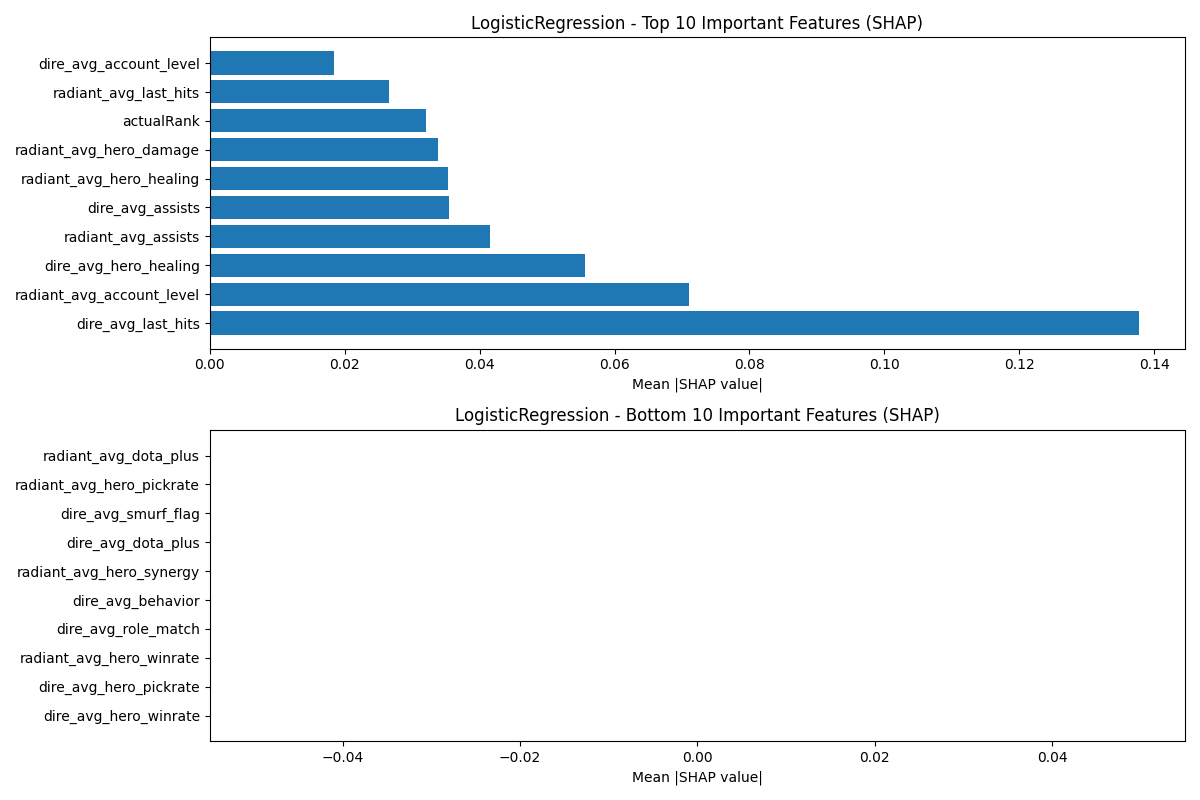 LogisticRegression - Top 10 Important Features (SHAP)
dire_avg_account_level
radiant_avg_last_hits
actualRank
radiant_avg_hero_damage
radiant_avg_hero_healing
dire_avg_assists
radiant_avg_assists
dire_avg_hero_healing
radiant_avg_account_level
dire_avg_last_hits
0.00 0.02 0.04 0.06 0.08 0.10 0.12 0.14
Mean |SHAP value|
LogisticRegression - Bottom 10 Important Features (SHAP)
radiant_avg_dota_plus
radiant_avg_hero_pickrate
dire_avg_smurf_flag
dire_avg_dota_plus
radiant_avg_hero_synergy
dire_avg_behavior
dire_avg_role_match
radiant_avg_hero_winrate
dire_avg_hero_pickrate
dire_avg_hero_winrate
−0.04 −0.02 0.00 0.02 0.04
Mean |SHAP value|